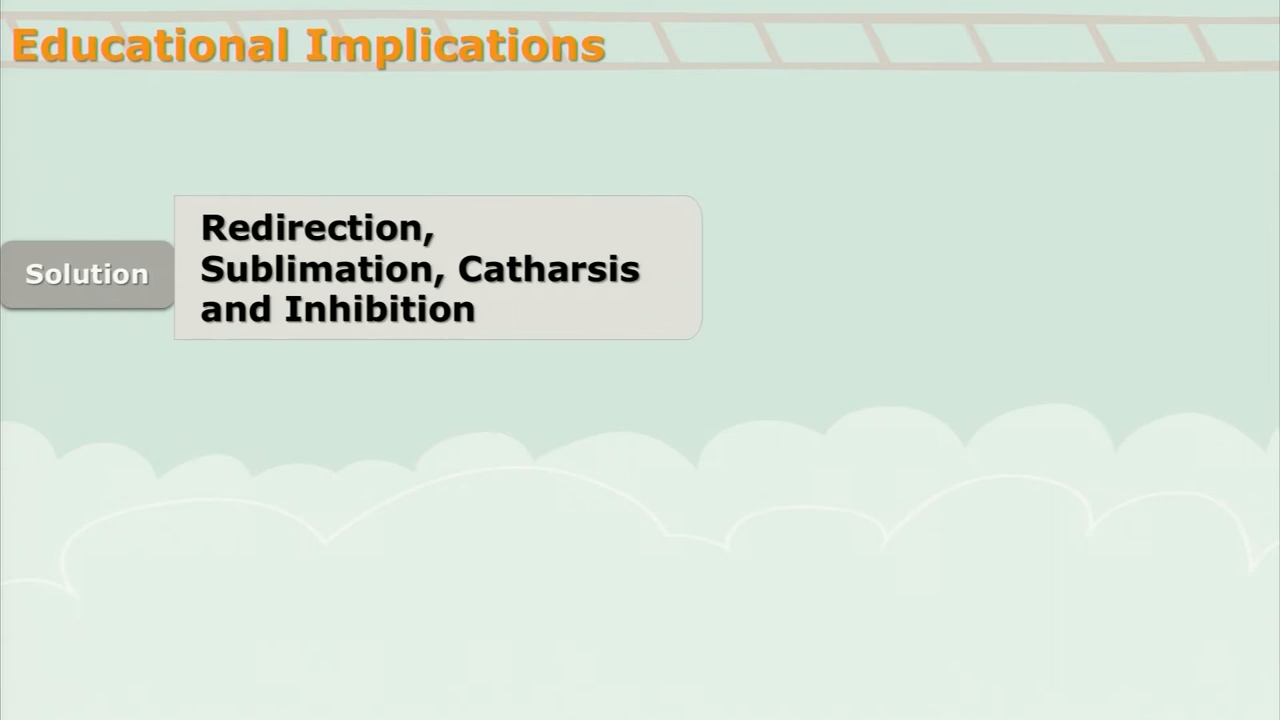 Educational Implications
Solution
Redirection,
Sublimation, Catharsis
and Inhibition